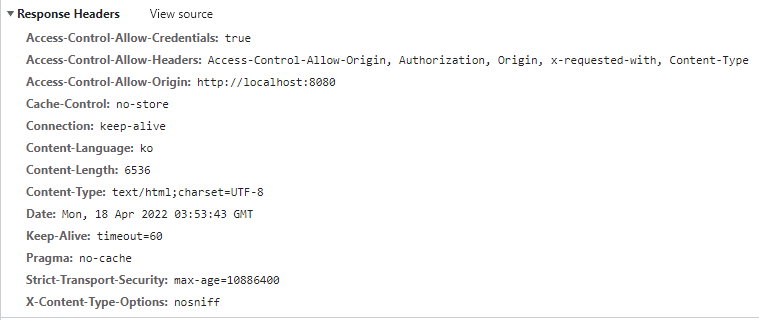 Response Headers View source
Access-Control-Allow-Credentials: true
Access-Control-Allow-Headers: Access-Control-Allow-Origin, Authorization, Origin, x-requested-with, Content-Type
Access-Control-Allow-Origin: http://localhost:8080
Cache-Control: no-store
Connection: keep-alive
Content-Language: ko
Content-Length: 6536
Content-Type: text/html;charset=UTF-8
Date: Mon, 18 Apr 2022 03:53:43 GMT
Keep-Alive: timeout=60
Pragma: no-cache
Strict-Transport-Security: max-age=10886400
X-Content-Type-Options: nosniff